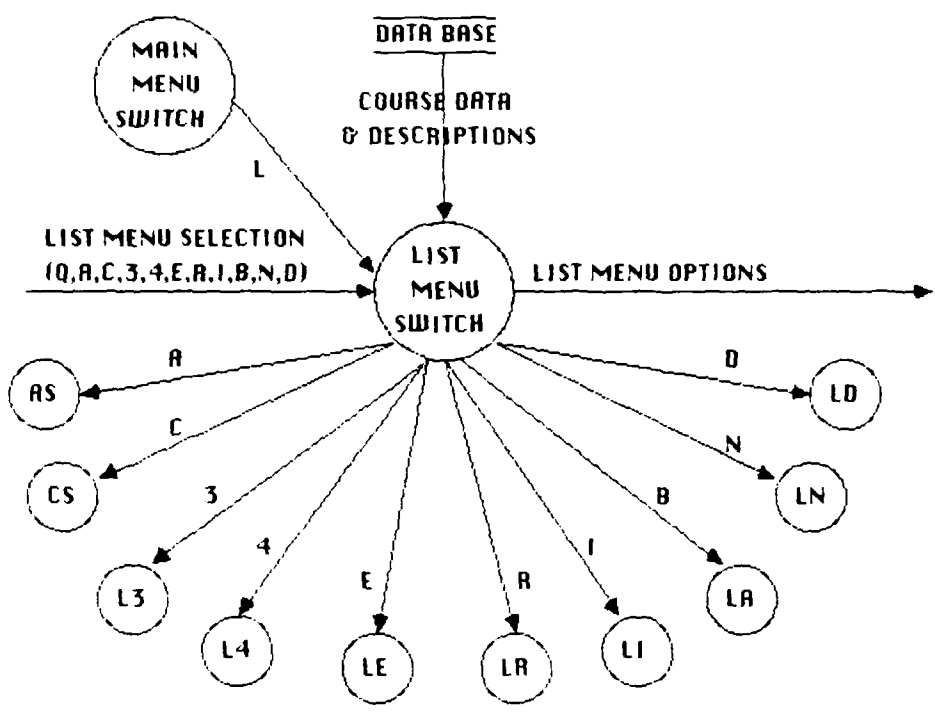 MAIN
MENU
SWITCH
DATA BASE
COURSE DATA
& DESCRIPTIONS
L
LIST MENU SELECTION
(Q,A,C,3,4,E,R,I,B,N,D)
LIST
MENU
SWITCH
LIST MENU OPTIONS
A
D
AS
LD
C
N
CS
LN
3
B
4
I
E
R
L3
LA
L4
LI
LE
LR